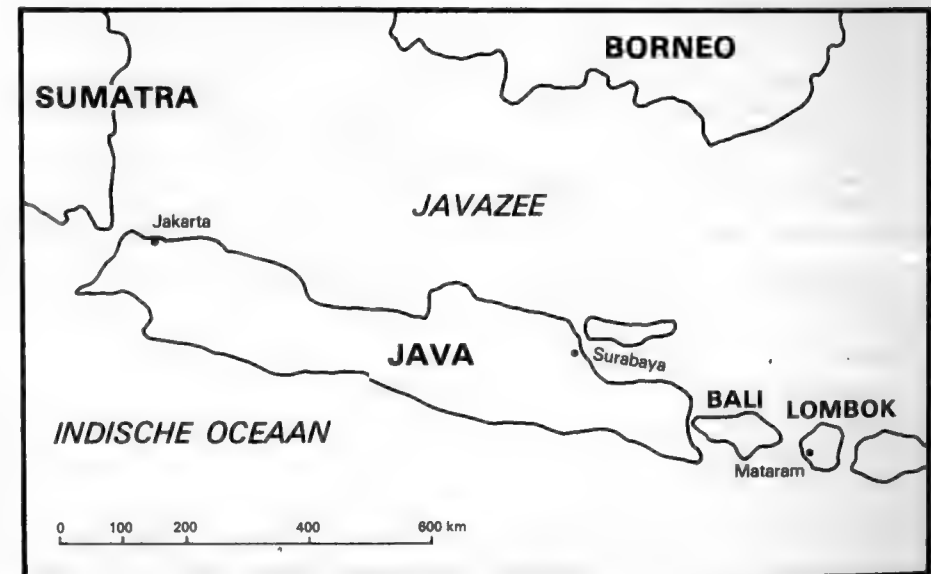 BORNEO
SUMATRA
JAVAZEE
Jakarta
JAVA
Surabaya
BALI
LOMBOK
INDISCHE OCEAAN
Mataram
0 100 200 400 600 km